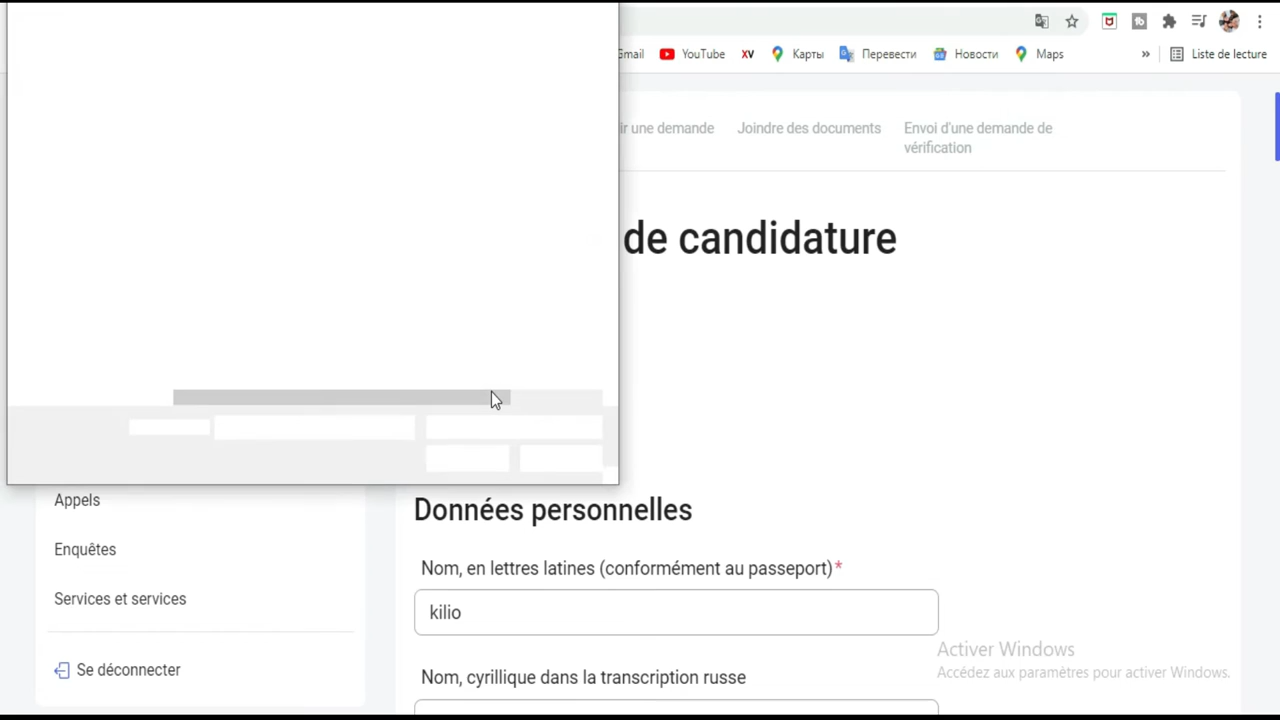 Gmail YouTube XV Карты Перевести Новости Maps » Liste de lecture
ir une demande Joindre des documents Envoi d'une demande de
vérification
de candidature
Appels
Enquêtes
Services et services
Se déconnecter
Données personnelles
Nom, en lettres latines (conformément au passeport)*
kilio
Nom, cyrillique dans la transcription russe
Activer Windows
Accédez aux paramètres pour activer Windows.